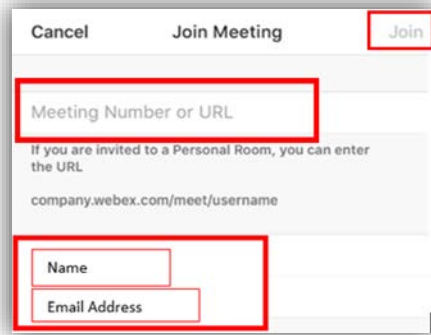 Cancel Join Meeting Join
Meeting Number or URL
If you are invited to a Personal Room, you can enter
the URL
company.webex.com/meet/username
Name
Email Address